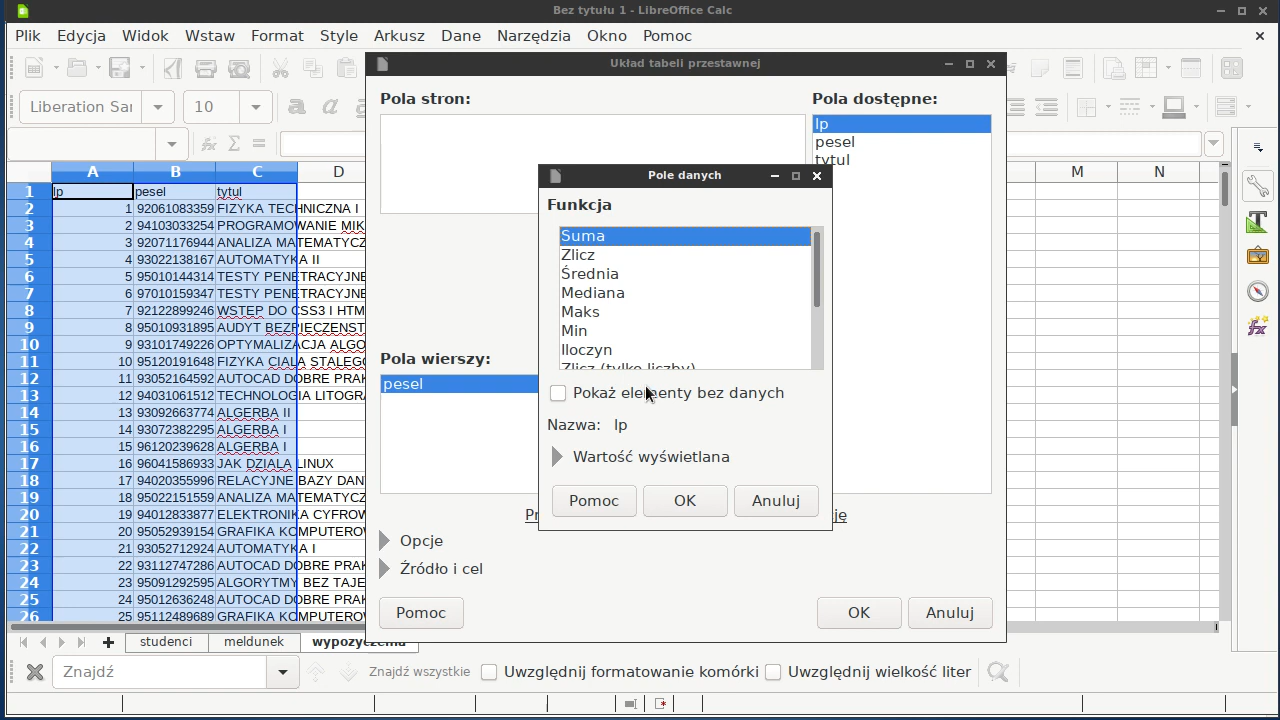 Bez tytułu 1 - LibreOffice Calc
Plik Edycja Widok Wstaw Format Style Arkusz Dane Narzędzia Okno Pomoc
Układ tabeli przestawnej
Liberation Sar 10
Pola stron: Pola dostępne:
lp
pesel
tytul
A B C D M N
Pole danych
Funkcja
Suma
Zlicz
Średnia
Mediana
Maks
Min
Iloczyn
Zlicz (tylko liczby)
Pokaż elementy bez danych
Nazwa: lp
Wartość wyświetlana
Pomoc OK Anuluj
Pola wierszy:
pesel
1 lp pesel tytul
2 1 92061083359 FIZYKA TECHNICZNA I
3 2 94103033254 PROGRAMOWANIE MIK
4 3 92071176944 ANALIZA MATEMATYCZ
5 4 93022138167 AUTOMATYKA II
6 5 95010144314 TESTY PENETRACYJNE
7 6 97010159347 TESTY PENETRACYJNE
8 7 92122899246 WSTEP DO CSS3 I HTM
9 8 95010931895 AUDYT BEZPIECZENST
10 9 93101749226 OPTYMALIZACJA ALGO
11 10 95120191648 FIZYKA CIALA STALEGO
12 11 93052164592 AUTOCAD DOBRE PRAK
13 12 94031061512 TECHNOLOGIA LITOGRA
14 13 93092663774 ALGERBA II
15 14 93072382295 ALGERBA I
16 15 96120239628 ALGERBA I
17 16 96041586933 JAK DZIALA LINUX
18 17 94020355996 RELACYJNE BAZY DAN
19 18 95022151559 ANALIZA MATEMATYCZ
20 19 94012833877 ELEKTRONIKA CYFROW
21 20 95052939154 GRAFIKA KOMPUTEROW
22 21 93052712924 AUTOMATYKA I
23 22 93112747286 AUTOCAD DOBRE PRAK
24 23 95091292595 ALGORYTMY BEZ TAJE
25 24 95012636248 AUTOCAD DOBRE PRAK
26 25 95112489689 GRAFIKA KOMPUTEROW
Opcje
Źródło i cel
Pomoc OK Anuluj
studenci meldunek wypozyczenia
Znajdź Znajdź wszystkie Uwzględnij formatowanie komórki Uwzględnij wielkość liter